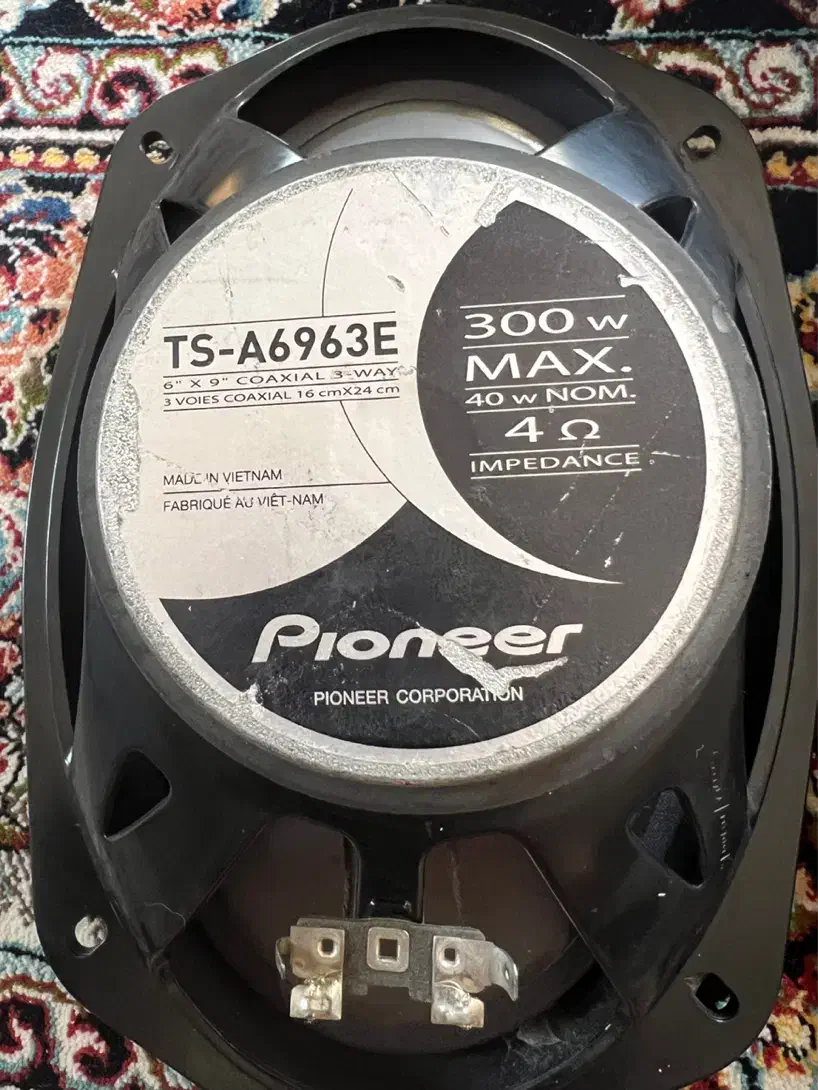 TS-A6963E
6" X 9" COAXIAL 3-WAY
3 VOIES COAXIAL 16 cmX24 cm
MADE IN VIETNAM
FABRIQUÉ AU VIÊT-NAM
300 w
MAX.
40 w NOM.
4 Ω
IMPEDANCE
Pioneer
PIONEER CORPORATION